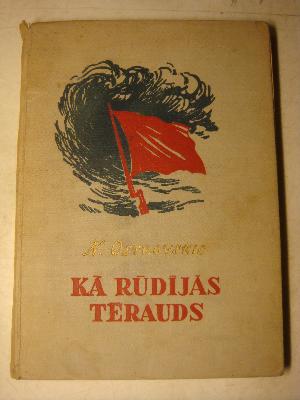 N. Ostrovskis
KĀ RŪDĪJĀS
TĒRAUDS